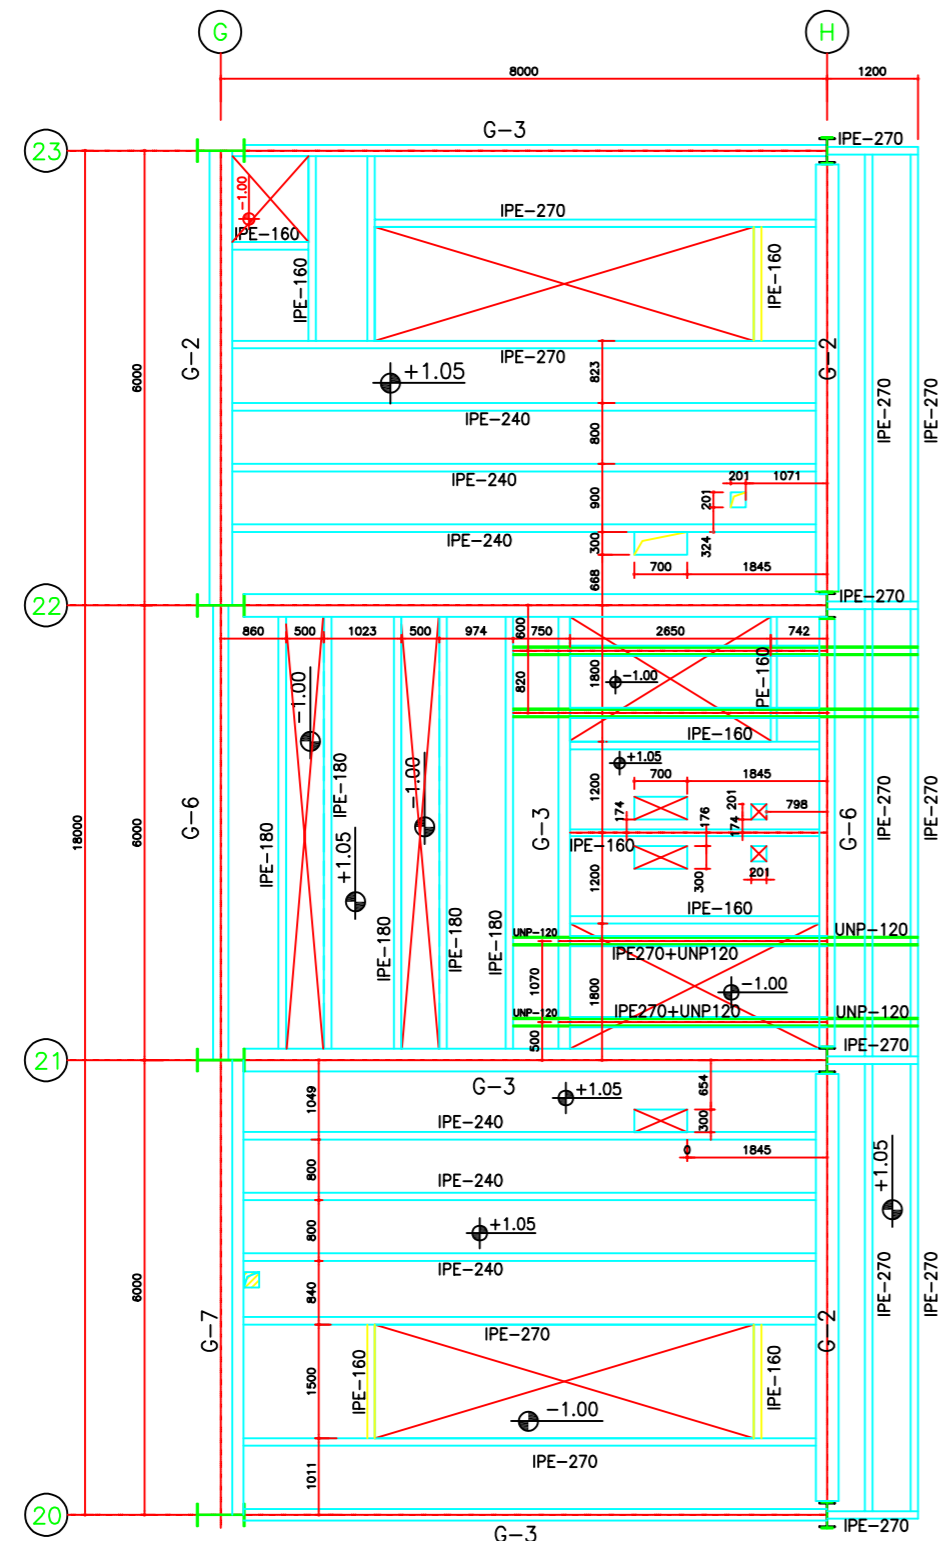 G
H
8000
1200
G-3
IPE-270
23
-1.00
IPE-270
IPE-160
IPE-160
IPE-160
G-2
IPE-270
G-2
823
+1.05
6000
IPE-270
IPE-270
IPE-240
800
IPE-240
201
1071
900
201
IPE-240
300
324
700
1845
668
22
IPE-270
860
500
1023
500
974
600
750
2650
742
1800
-1.00
PE-160
820
-1.00
IPE-160
+1.05
IPE-180
-1.00
700
1845
1200
201
798
174
176
174
G-6
G-3
G-6
IPE-270
IPE-270
18000
6000
IPE-180
+1.05
IPE-160
1200
300
201
IPE-160
IPE-180
IPE-180
IPE-180
UNP-120
UNP-120
IPE270+UNP120
1070
1800
-1.00
UNP-120
IPE270+UNP120
UNP-120
500
IPE-270
21
G-3
+1.05
654
1049
IPE-240
300
0
1845
+1.05
800
IPE-240
+1.05
800
IPE-240
840
6000
IPE-270
IPE-270
G-7
IPE-270
G-2
IPE-160
IPE-160
1500
-1.00
IPE-270
1011
20
G-3
IPE-270